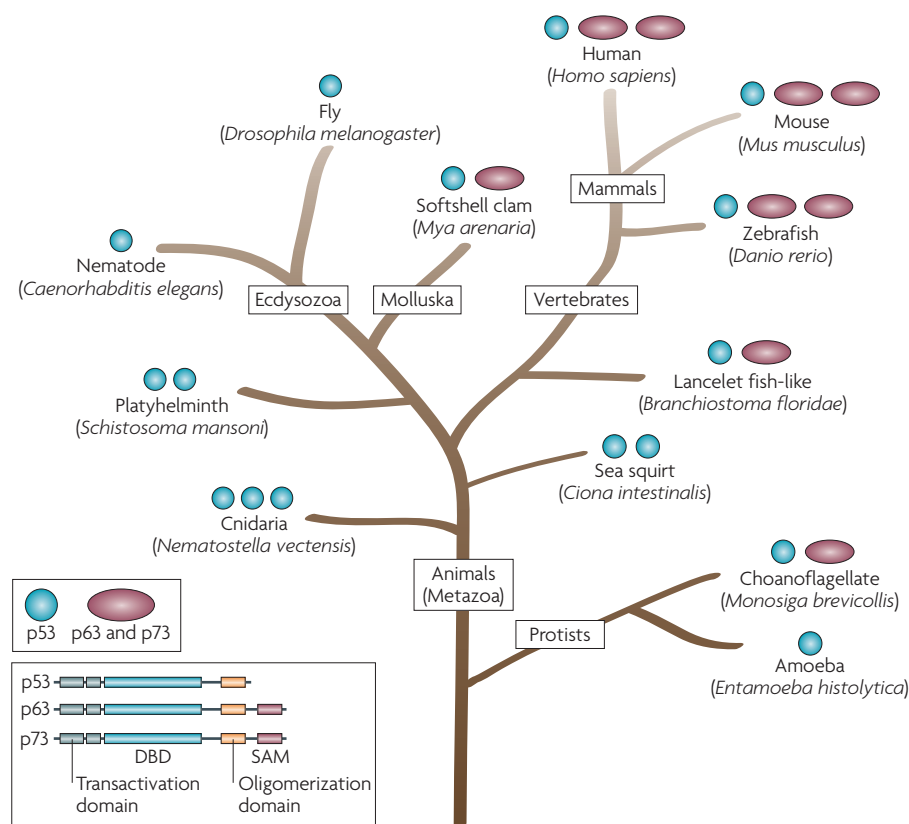 Human
(Homo sapiens)
Fly
(Drosophila melanogaster)
Mouse
(Mus musculus)
Mammals
Softshell clam
(Mya arenaria)
Zebrafish
(Danio rerio)
Nematode
(Caenorhabditis elegans)
Ecdysozoa
Molluska
Vertebrates
Lancelet fish-like
(Branchiostoma floridae)
Platyhelminth
(Schistosoma mansoni)
Sea squirt
(Ciona intestinalis)
Cnidaria
(Nematostella vectensis)
Animals
(Metazoa)
Choanoflagellate
(Monosiga brevicollis)
Protists
Amoeba
(Entamoeba histolytica)
p53 p63 and p73
p53
p63
p73
DBD SAM
Transactivation
domain
Oligomerization
domain